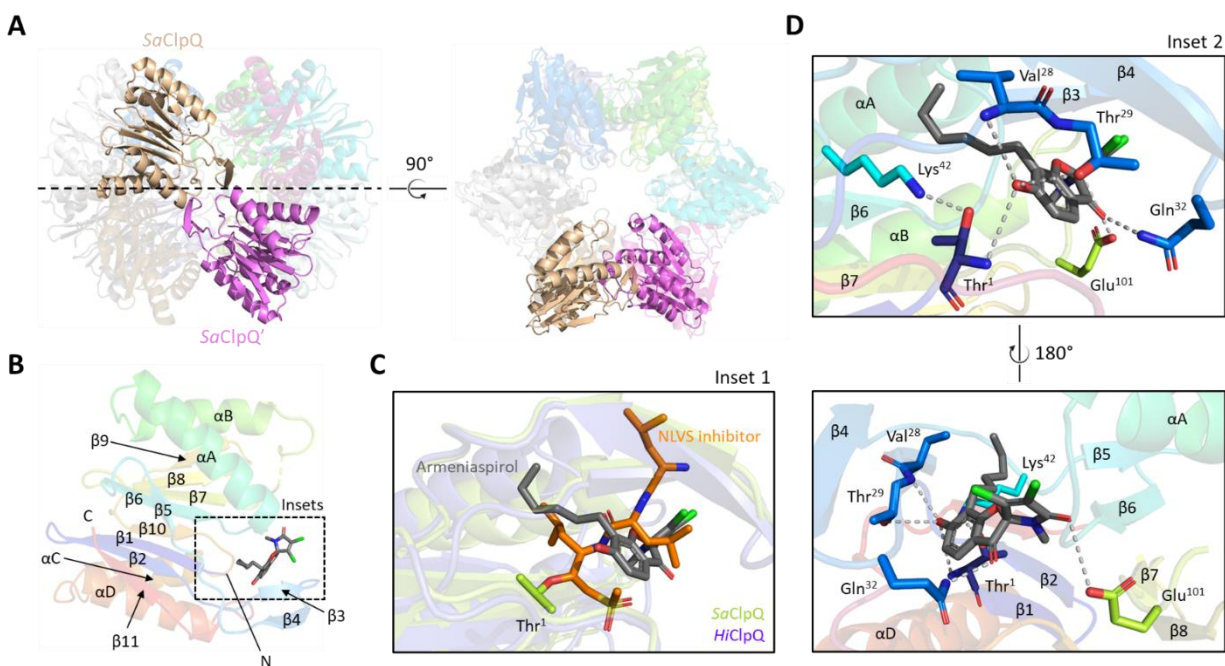 A
SaClpQ
90°
SaClpQ’
B
αB
β9
αA
β8
β7
β6
β5
Insets
C
β10
β1
αC
β2
αD
β4
β3
β11
N
C
Inset 1
NLVS inhibitor
Armeniaspirol
Thr1
SaClpQ
HiClpQ
D
Inset 2
Val28
β4
αA
β3
Thr29
Lys42
β6
Gln32
αB
β7
Thr1
Glu101
180°
αA
β4
Val28
Lys42
β5
Thr29
β6
Gln32
Thr1
β2
β7
Glu101
αD
β1
β8